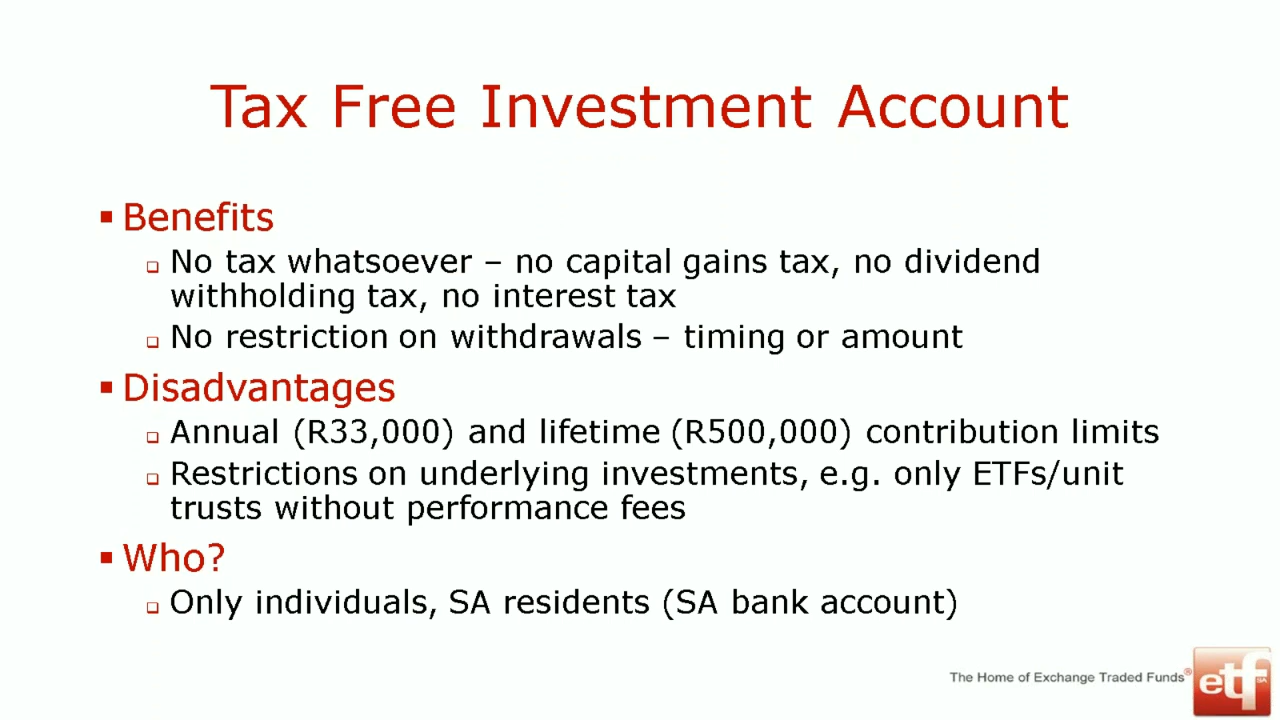 Tax Free Investment Account
Benefits
No tax whatsoever – no capital gains tax, no dividend
withholding tax, no interest tax
No restriction on withdrawals – timing or amount
Disadvantages
Annual (R33,000) and lifetime (R500,000) contribution limits
Restrictions on underlying investments, e.g. only ETFs/unit
trusts without performance fees
Who?
Only individuals, SA residents (SA bank account)
The Home of Exchange Traded Funds®
etf SA